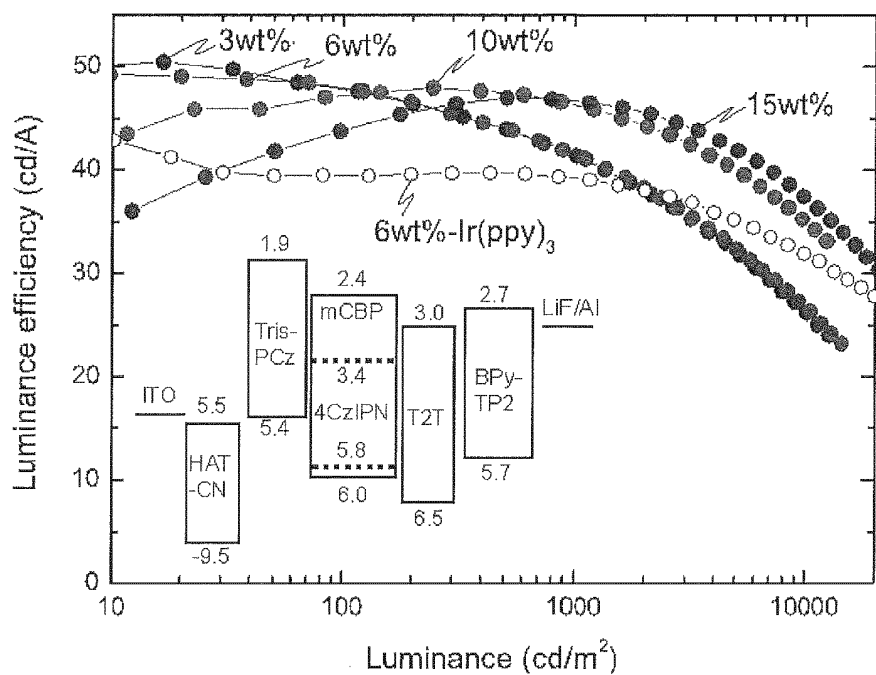 3wt%
6wt%
10wt%
15wt%
50
40
30
20
10
0
Luminance efficiency (cd/A)
6wt%-Ir(ppy)3
1.9
2.4
mCBP
3.0
2.7
LiF/Al
Tris-
PCz
3.4
4CzIPN
T2T
BPy-
TP2
ITO
5.5
5.4
5.8
6.0
HAT
-CN
5.7
6.5
-9.5
10
100
1000
10000
Luminance (cd/m2)